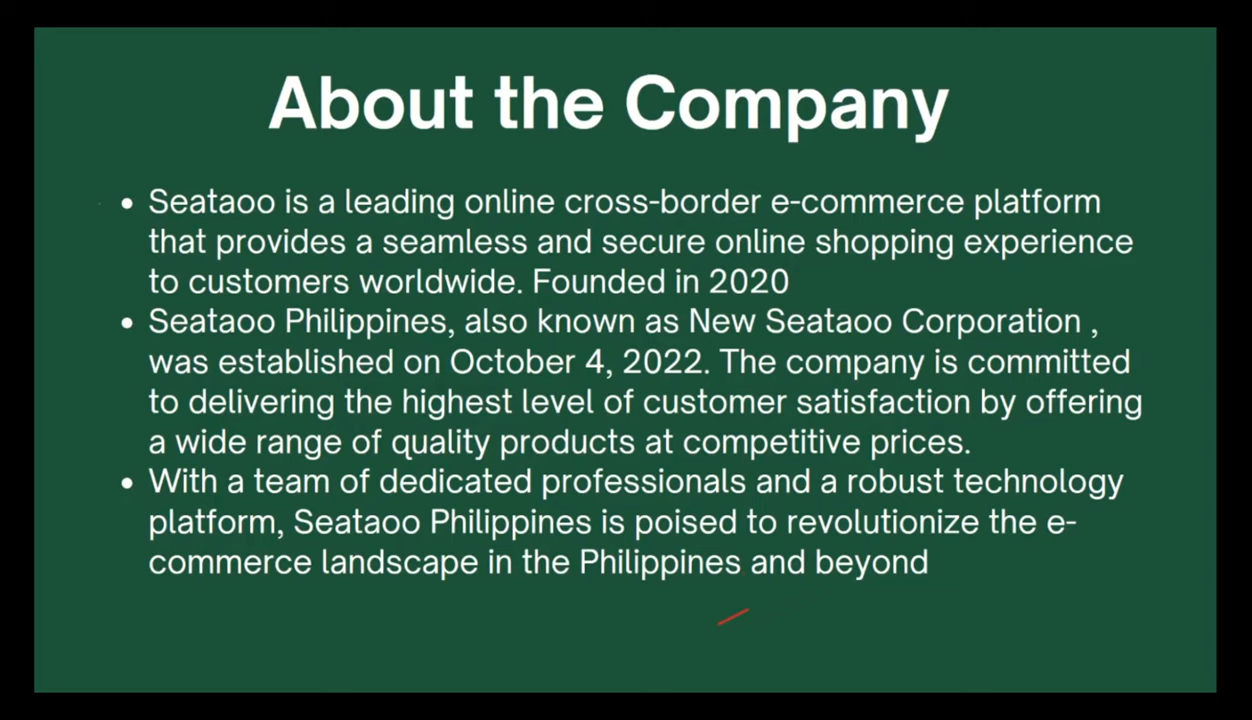 About the Company
• Seataoo is a leading online cross-border e-commerce platform
that provides a seamless and secure online shopping experience
to customers worldwide. Founded in 2020
• Seataoo Philippines, also known as New Seataoo Corporation ,
was established on October 4, 2022. The company is committed
to delivering the highest level of customer satisfaction by offering
a wide range of quality products at competitive prices.
• With a team of dedicated professionals and a robust technology
platform, Seataoo Philippines is poised to revolutionize the e-
commerce landscape in the Philippines and beyond